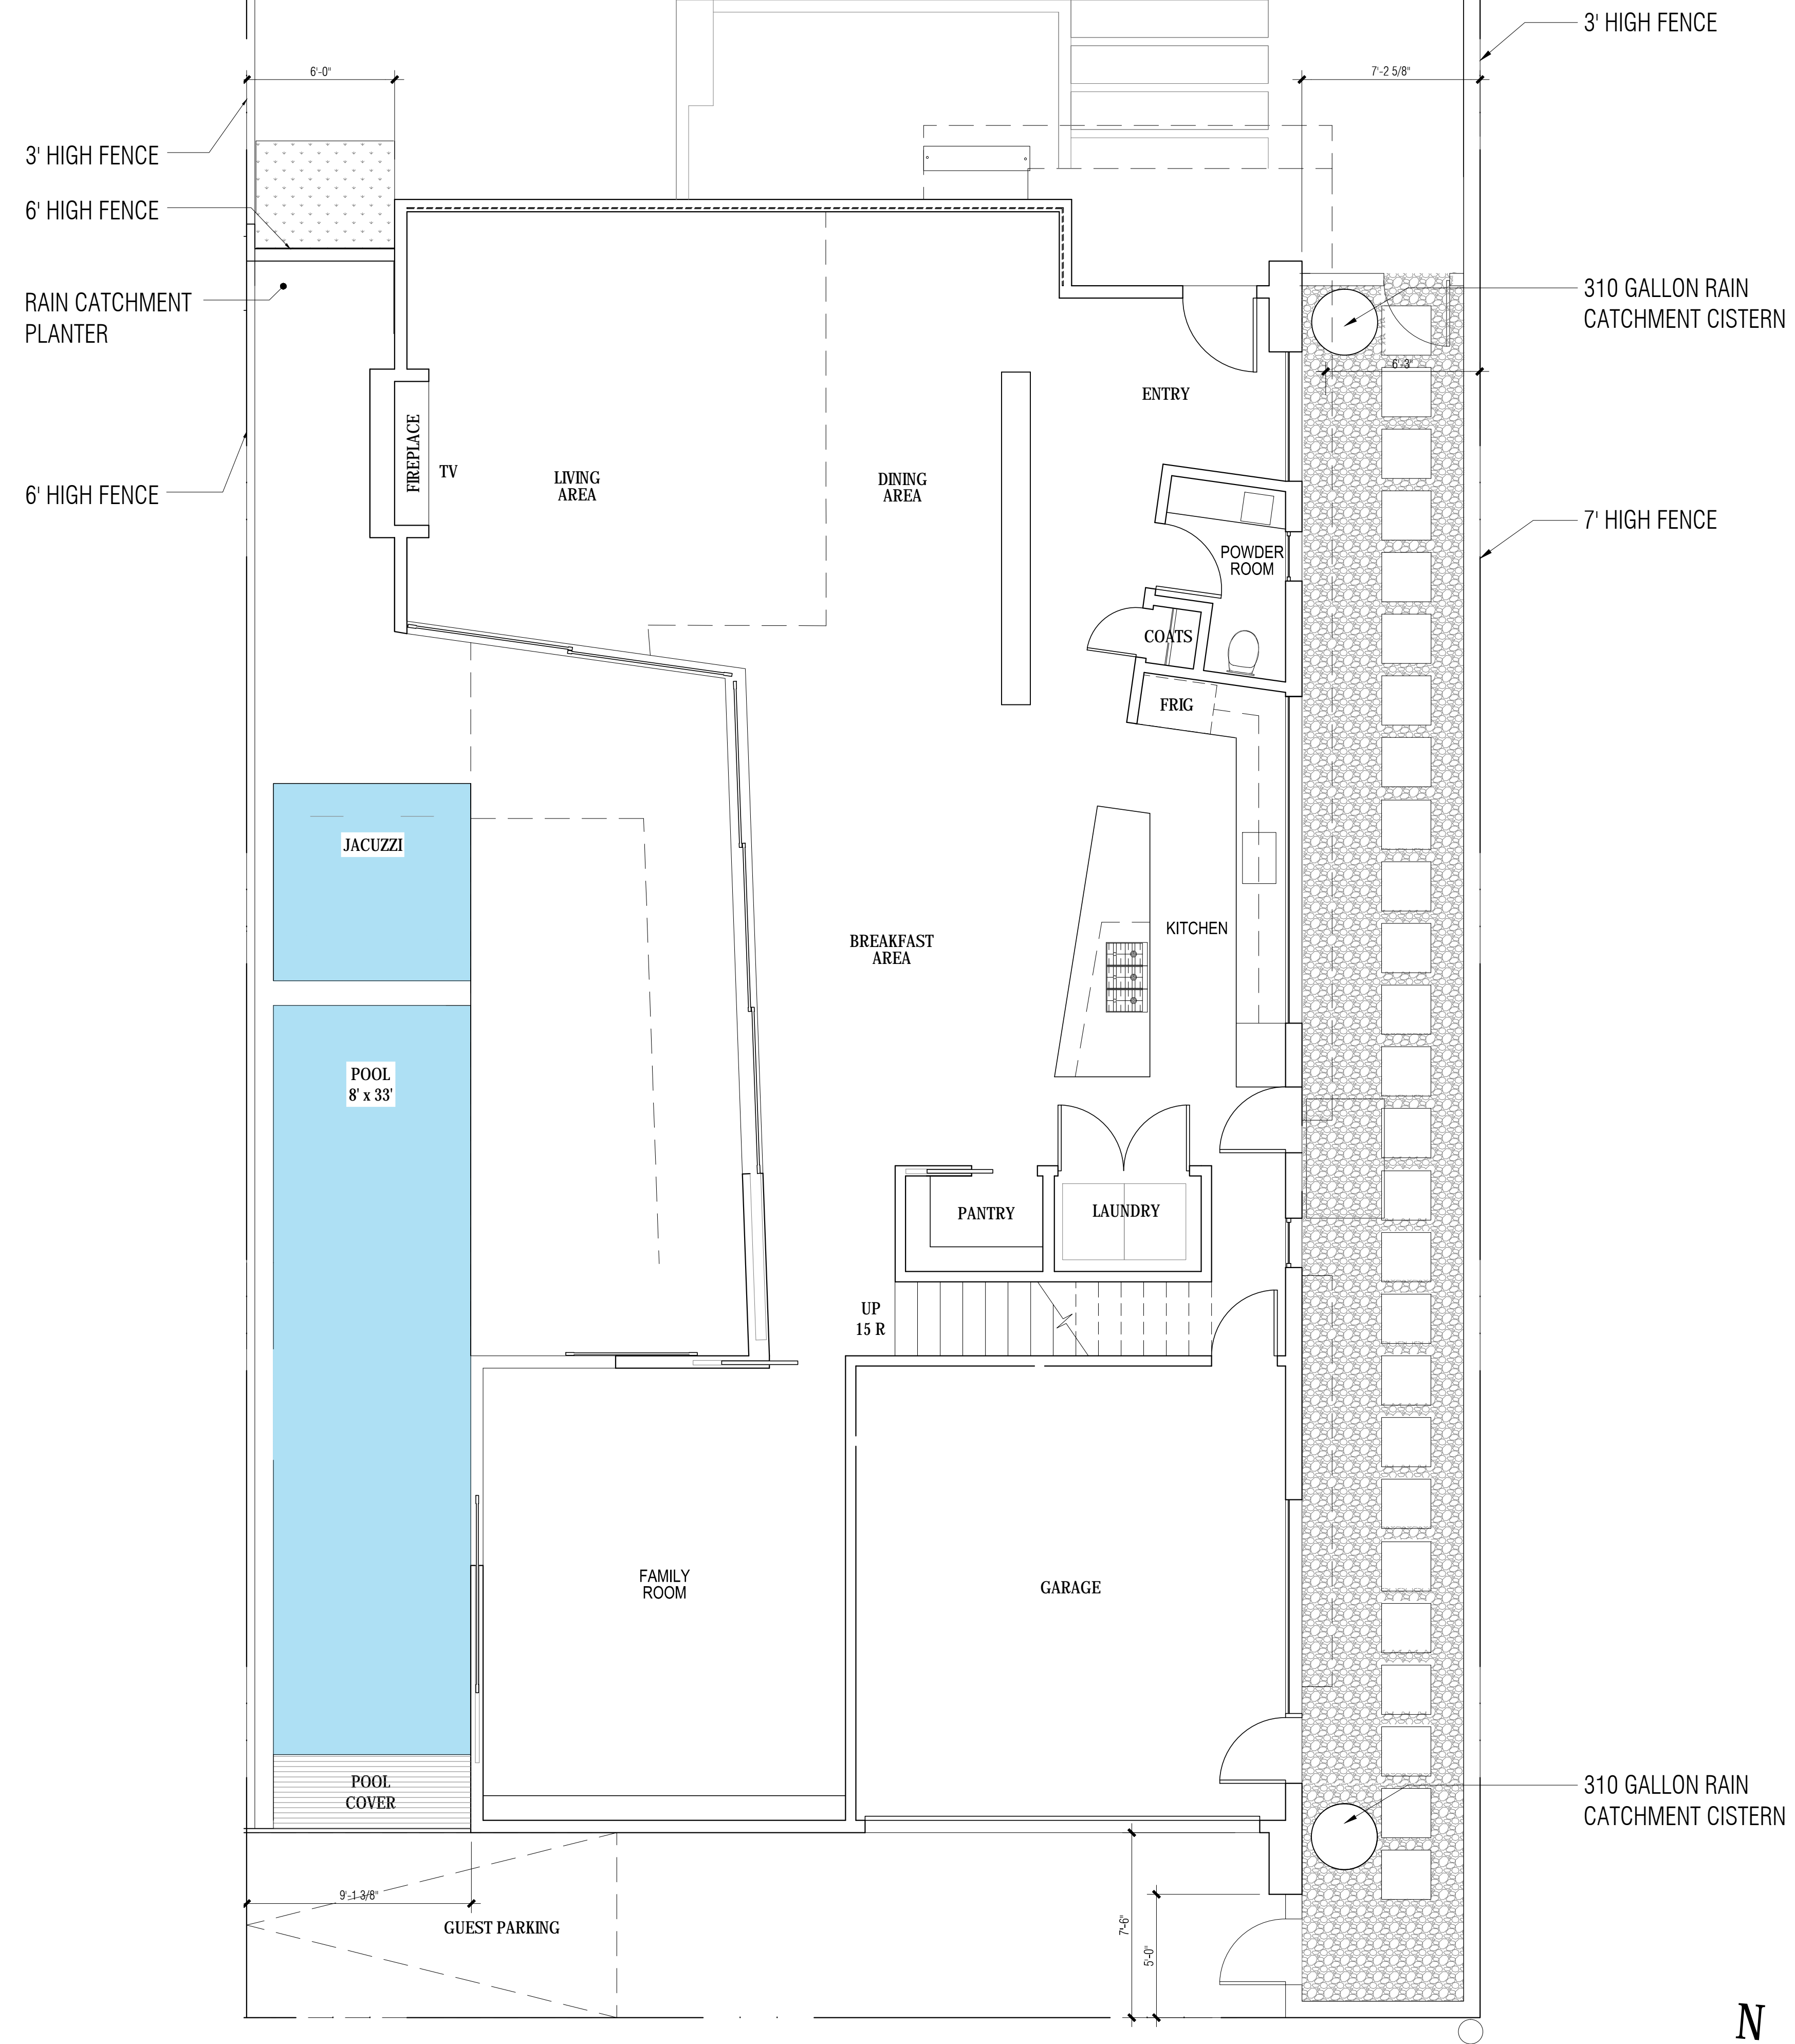 3' HIGH FENCE
6'-0"
7'-2 5/8"
3' HIGH FENCE
6' HIGH FENCE
RAIN CATCHMENT
PLANTER
310 GALLON RAIN
CATCHMENT CISTERN
6'-3"
ENTRY
FIREPLACE
TV
LIVING
AREA
DINING
AREA
6' HIGH FENCE
7' HIGH FENCE
POWDER
ROOM
COATS
FRIG
JACUZZI
KITCHEN
BREAKFAST
AREA
POOL
8' x 33'
PANTRY
LAUNDRY
UP
15 R
FAMILY
ROOM
GARAGE
POOL
COVER
310 GALLON RAIN
CATCHMENT CISTERN
9'-1 3/8"
GUEST PARKING
7'-6"
5'-0"
N